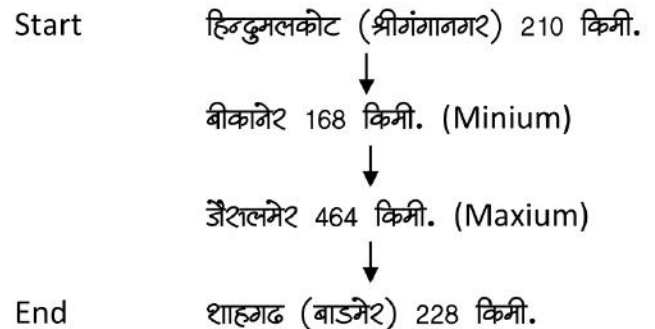 Start हिन्दुमलकोट (श्रीगंगानगर) 210 किमी.
बीकानेर 168 किमी. (Minium)
जैसलमेर 464 किमी. (Maxium)
End शाहगढ (बाडमेर) 228 किमी.